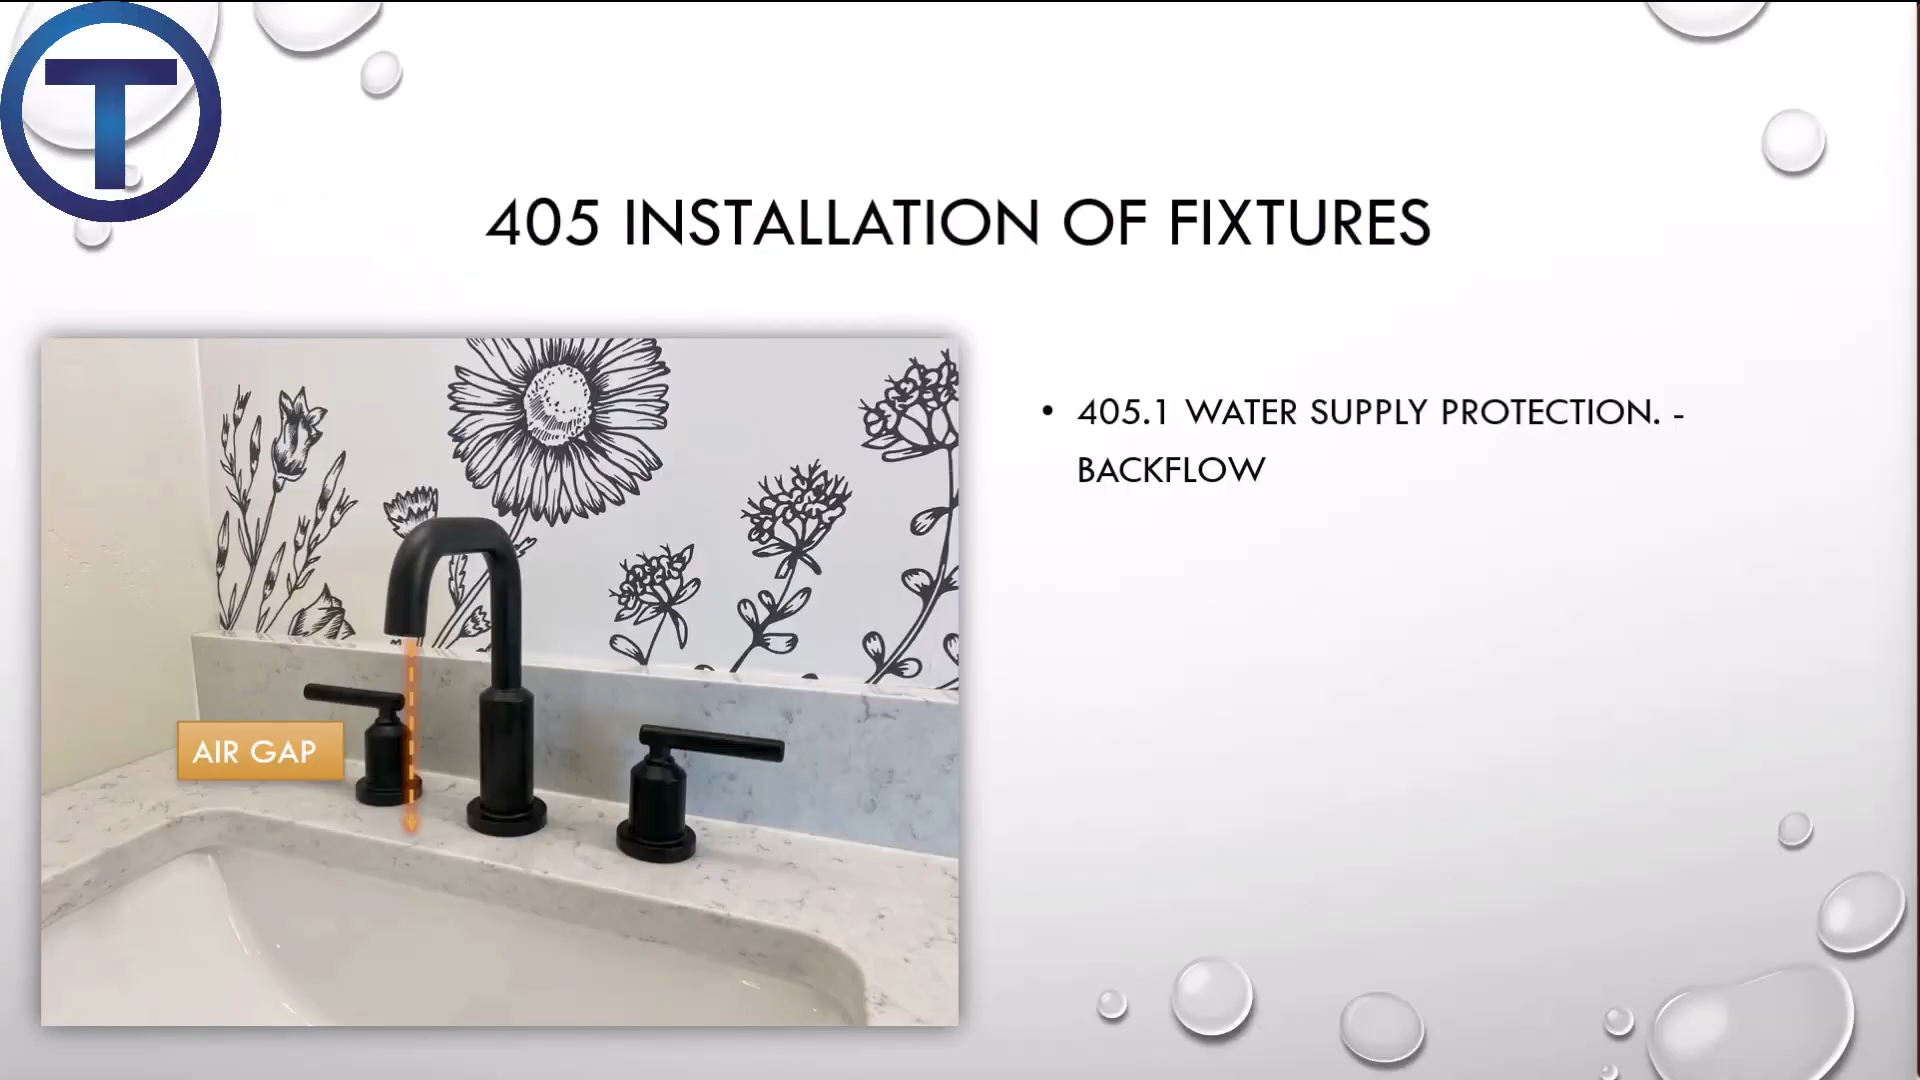 T
405 INSTALLATION OF FIXTURES
• 405.1 WATER SUPPLY PROTECTION. -
BACKFLOW
AIR GAP